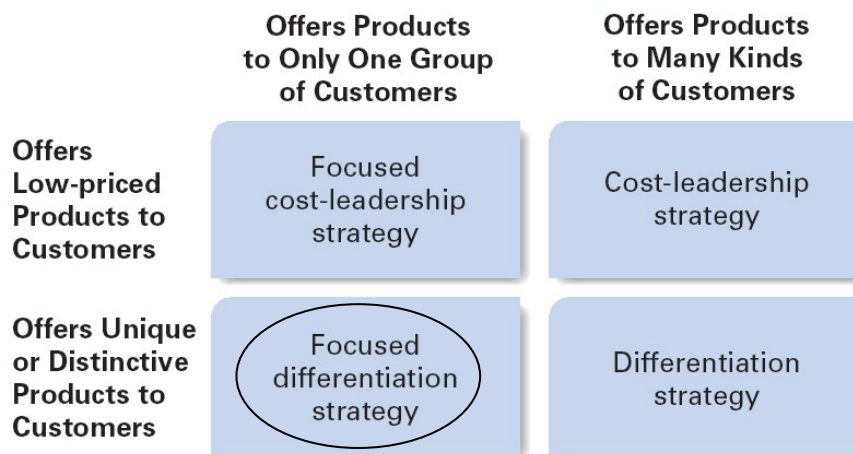 Offers Products
to Only One Group
of Customers
Offers Products
to Many Kinds
of Customers
Offers
Low-priced
Products to
Customers
Focused
cost-leadership
strategy
Cost-leadership
strategy
Offers Unique
or Distinctive
Products to
Customers
Focused
differentiation
strategy
Differentiation
strategy